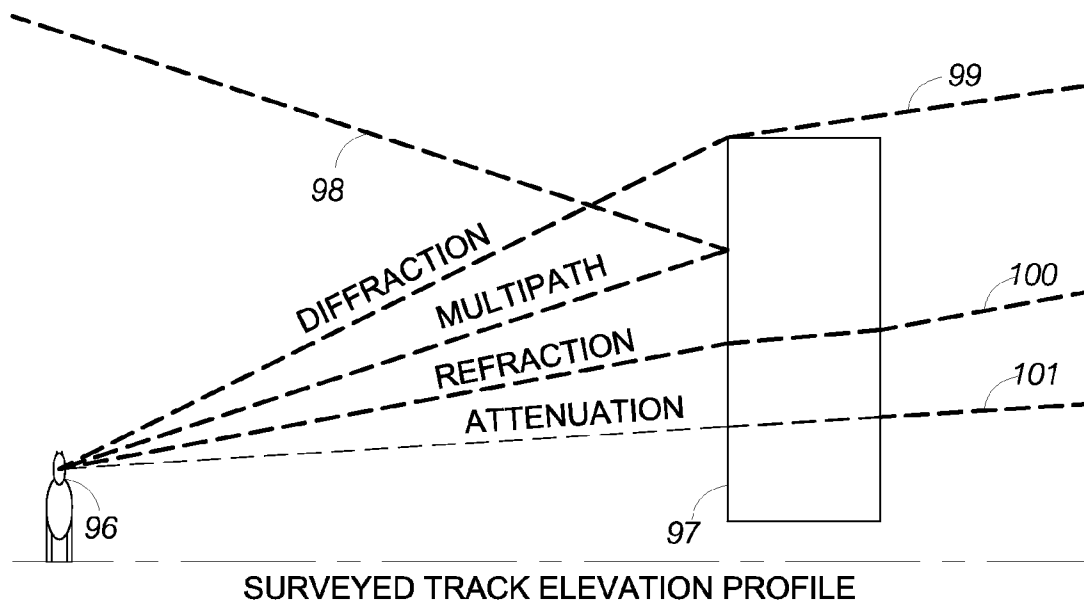 99
98
DIFFRACTION
MULTIPATH
100
REFRACTION
101
ATTENUATION
96
97
SURVEYED TRACK ELEVATION PROFILE